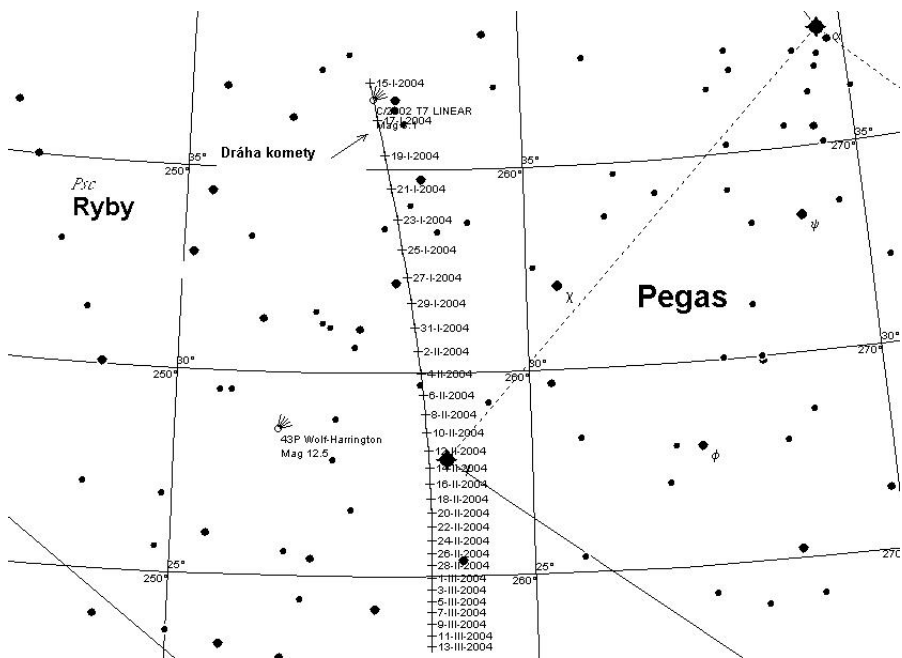 α
15-I-2004
C/2002 T7 LINEAR
17-I-2004
Mag
Dráha komety
35°
270°
19-I-2004
35°
35°
250°
260°
Psc
Ryby
21-I-2004
23-I-2004
ψ
25-I-2004
27-I-2004
χ
Pegas
29-I-2004
31-I-2004
2-II-2004
30°
270°
30°
30°
250°
4-II-2004
260°
6-II-2004
8-II-2004
10-II-2004
43P Wolf-Harrington
Mag 12.5
12-II-2004
φ
14-II-2004
16-II-2004
18-II-2004
20-II-2004
22-II-2004
24-II-2004
26-II-2004
270°
25°
28-II-2004
25°
250°
1-III-2004
260°
3-III-2004
5-III-2004
7-III-2004
9-III-2004
11-III-2004
13-III-2004